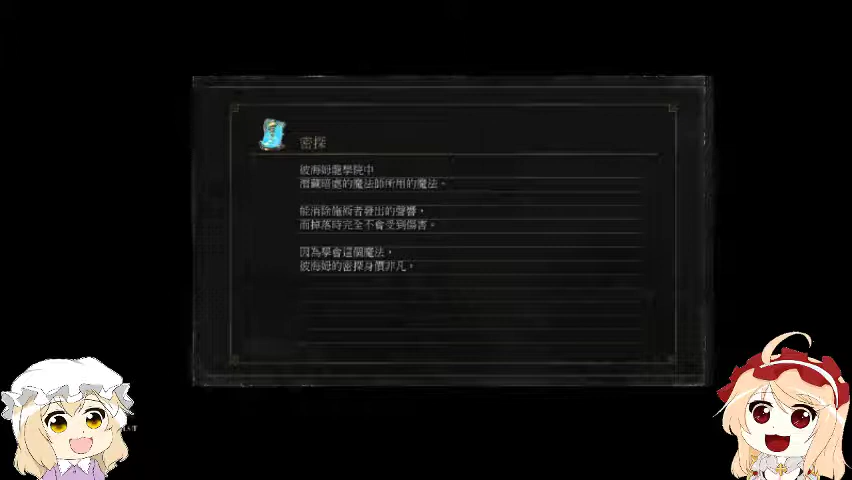 密探
彼海姆龍學院中
潛藏暗處的魔法師所用的魔法。
能消除施術者發出的聲響，
而掉落時完全不會受到傷害。
因為學會這個魔法，
彼海姆的密探身價非凡。